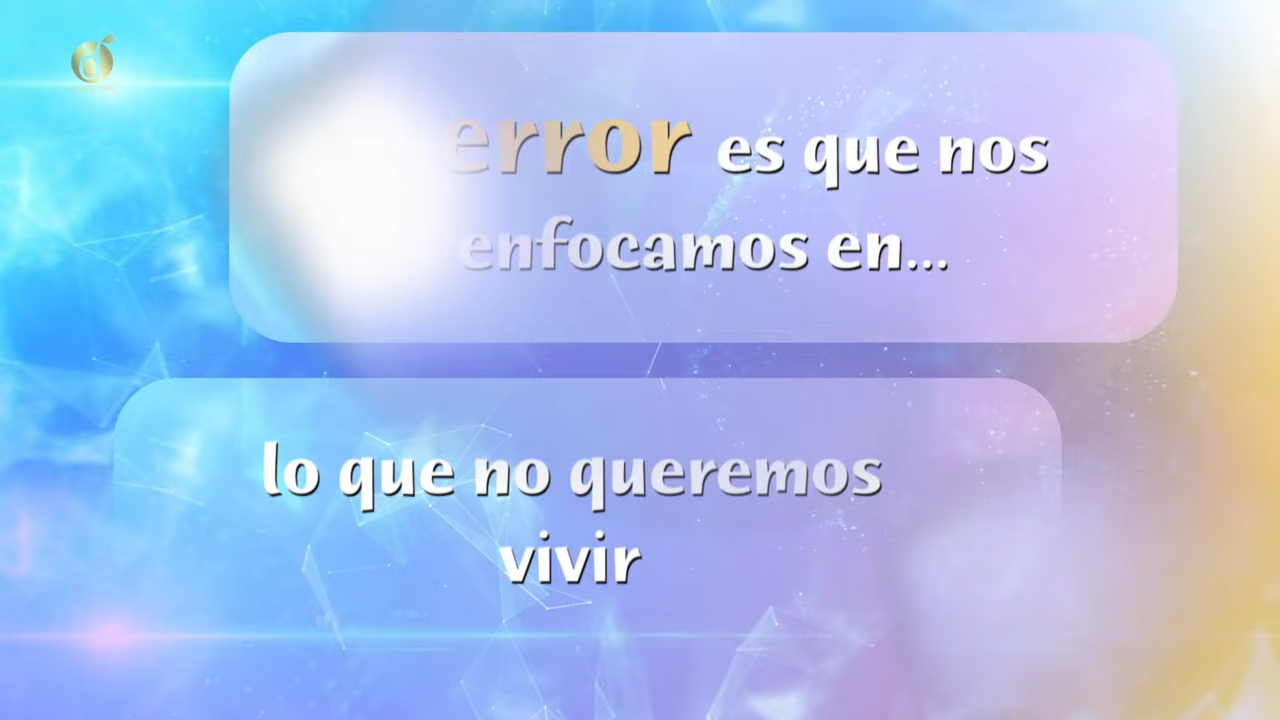 error es que nos
enfocamos en...
lo que no queremos
vivir